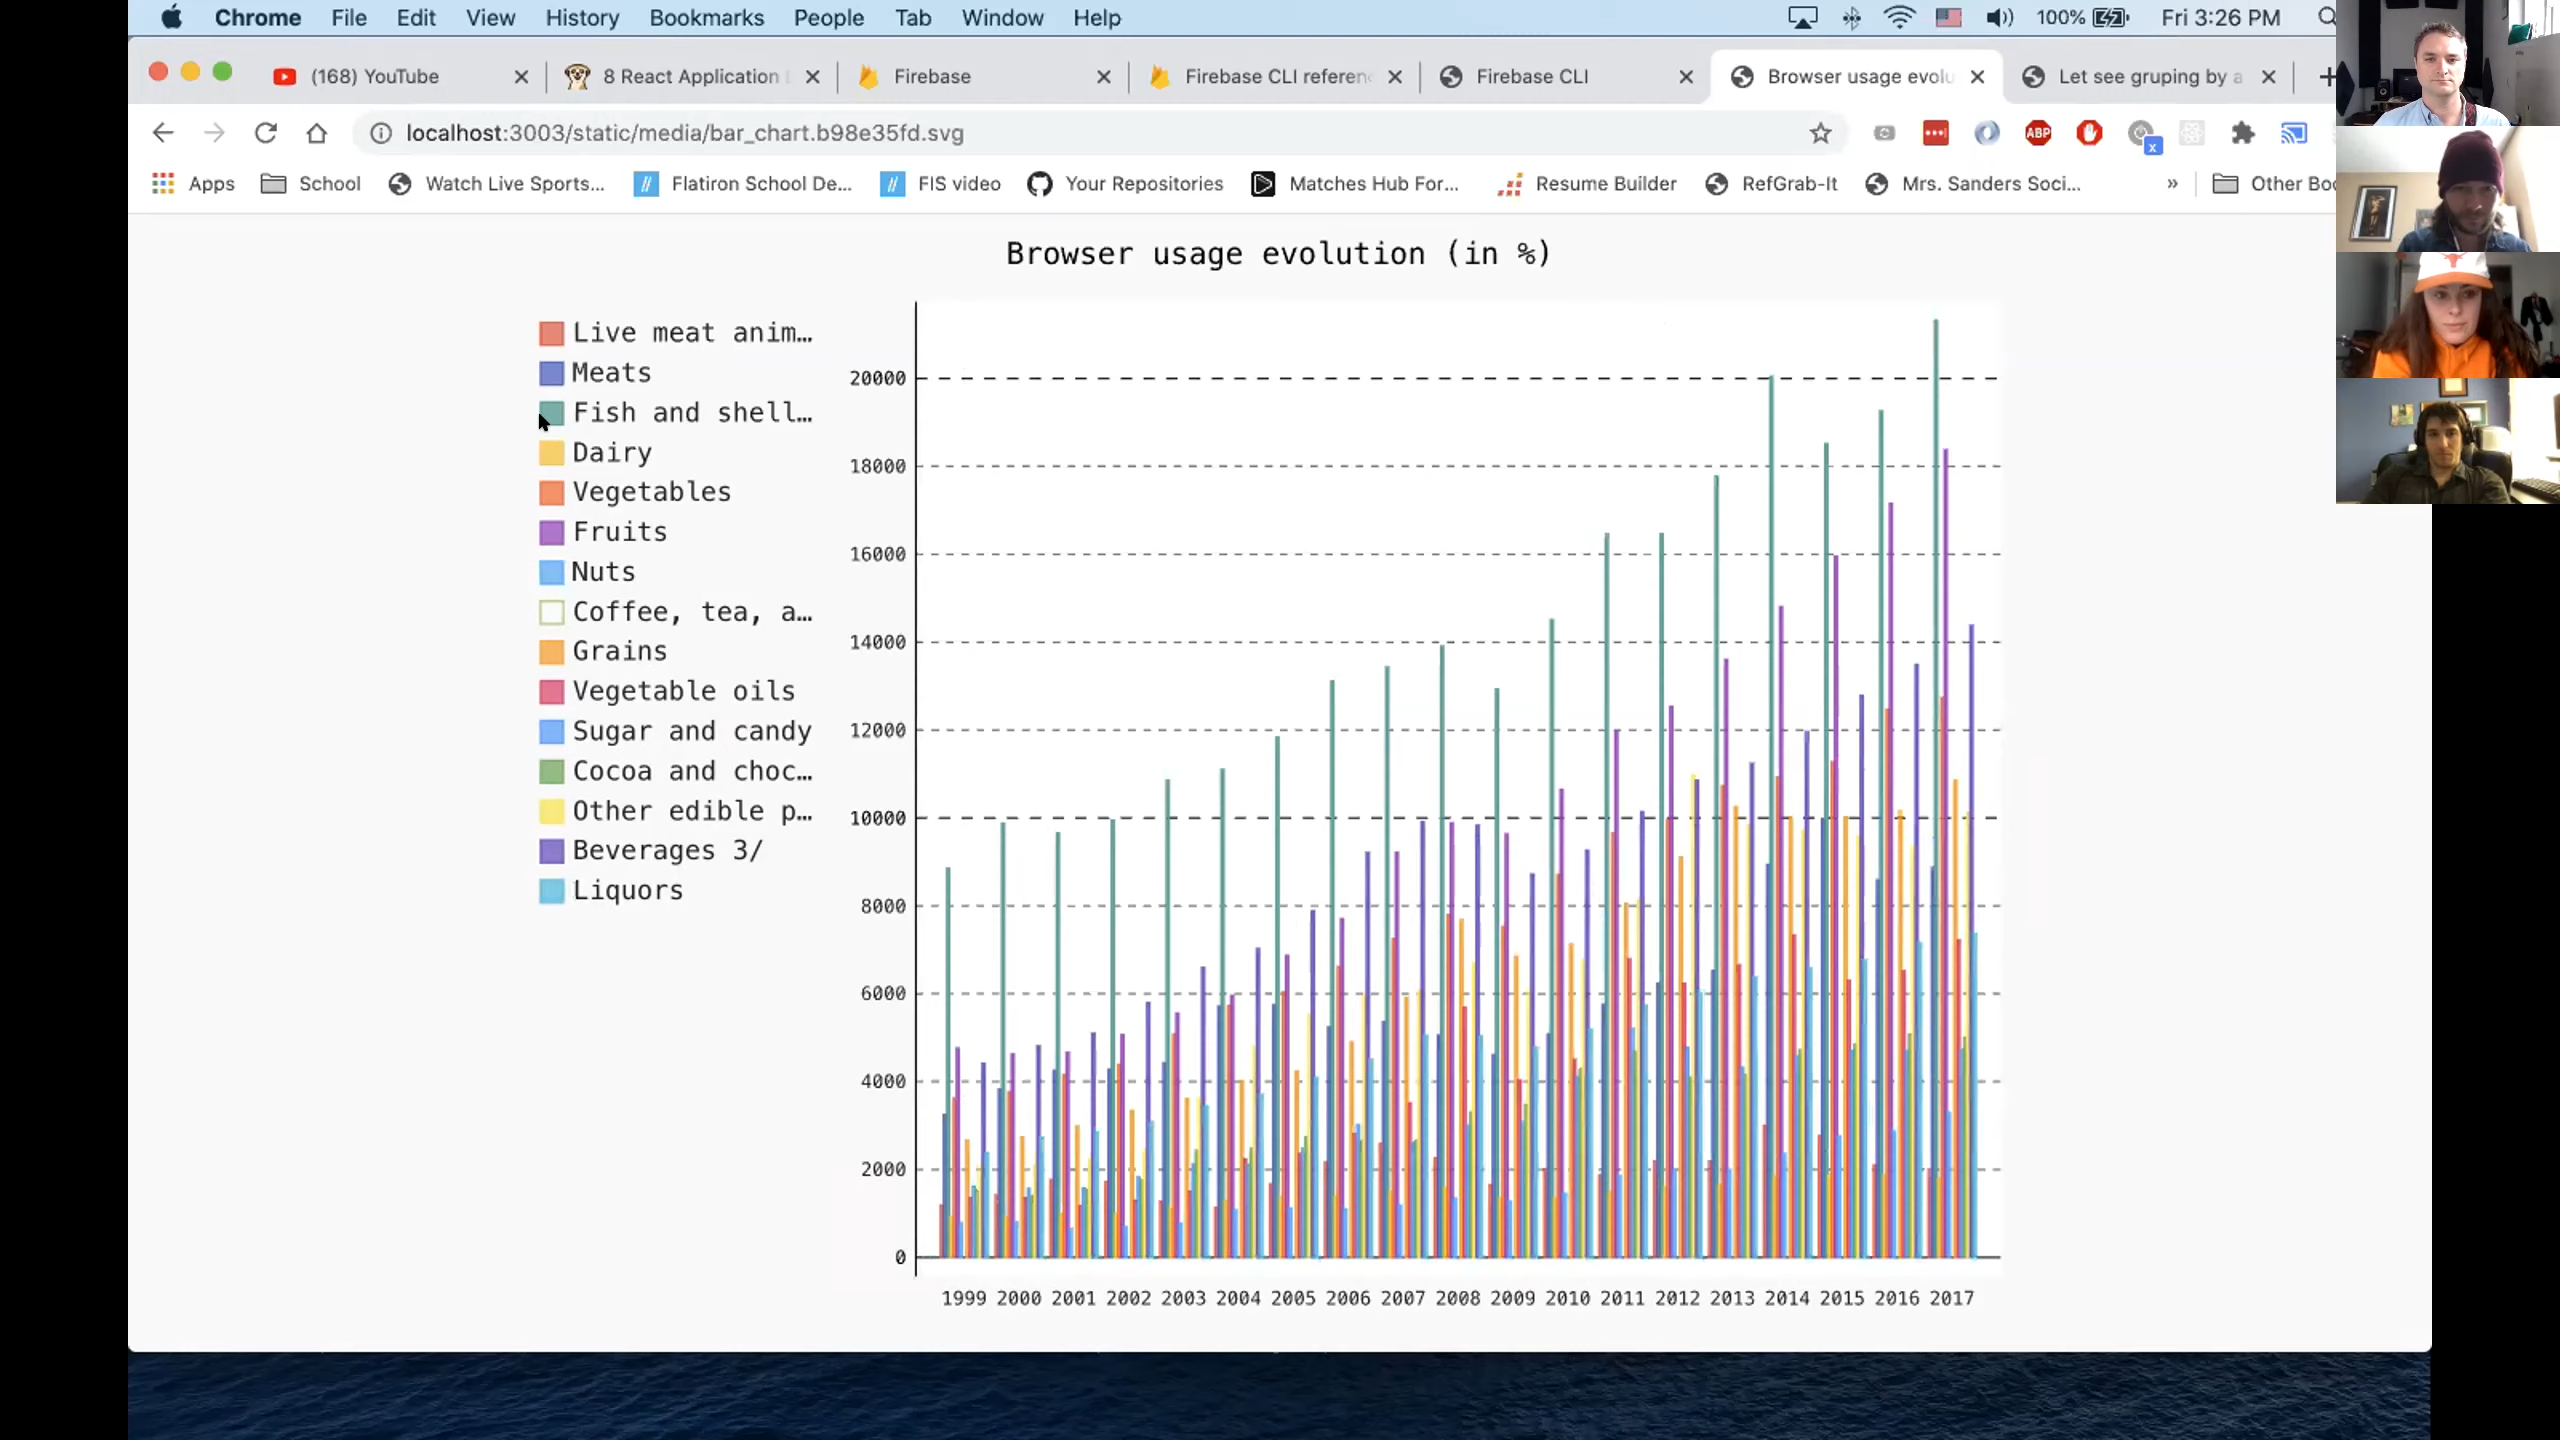 Chrome File Edit View History Bookmarks People Tab Window Help 100% Fri 3:26 PM
(168) YouTube 8 React Application Firebase Firebase CLI referen Firebase CLI Browser usage evolu Let see gruping by a
localhost:3003/static/media/bar_chart.b98e35fd.svg ABP x
Apps School Watch Live Sports... Flatiron School De... FIS video Your Repositories Matches Hub For... Resume Builder RefGrab-It Mrs. Sanders Soci... » Other Boo
Browser usage evolution (in %)
Live meat anim…
Meats
Fish and shell…
Dairy
Vegetables
Fruits
Nuts
Coffee, tea, a…
Grains
Vegetable oils
Sugar and candy
Cocoa and choc…
Other edible p…
Beverages 3/
Liquors
20000
18000
16000
14000
12000
10000
8000
6000
4000
2000
0
1999 2000 2001 2002 2003 2004 2005 2006 2007 2008 2009 2010 2011 2012 2013 2014 2015 2016 2017